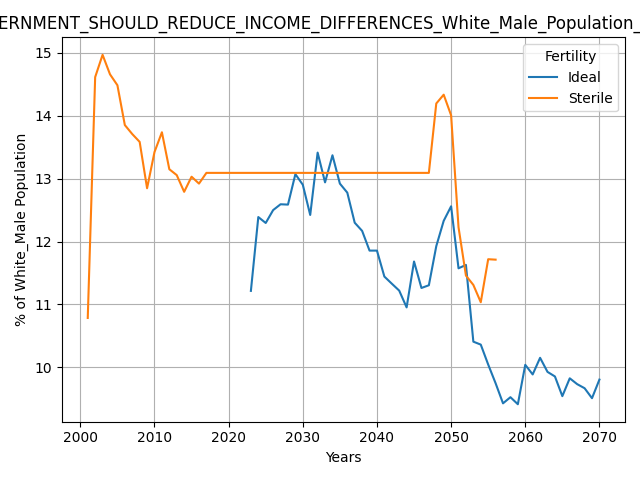 ERNMENT_SHOULD_REDUCE_INCOME_DIFFERENCES_White_Male_Population_
15
14
13
12
11
10
% of White_Male Population
Fertility
Ideal
Sterile
2000 2010 2020 2030 2040 2050 2060 2070
Years